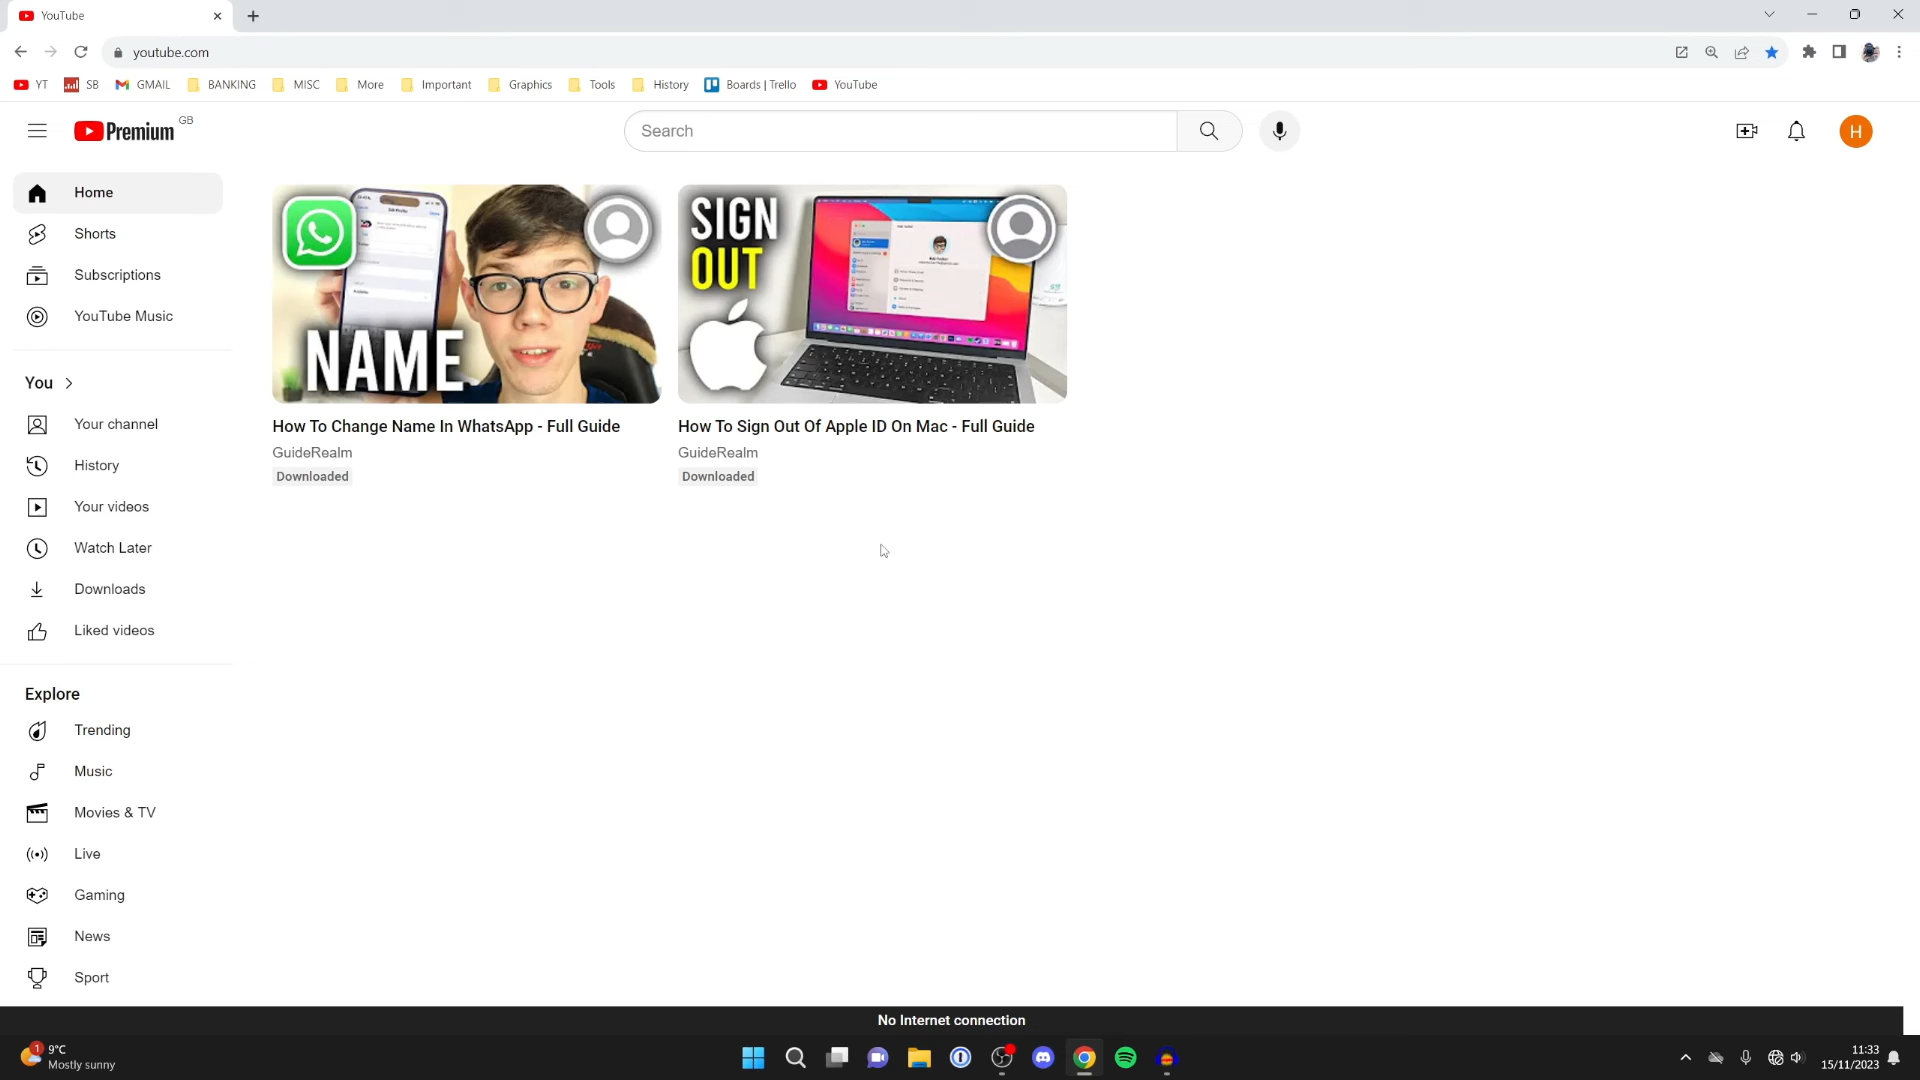 YouTube
youtube.com
YT SB GMAIL BANKING MISC More Important Graphics Tools History Boards | Trello YouTube
Premium GB
Search
H
Home
Shorts
Subscriptions
YouTube Music
You
Your channel
History
Your videos
Watch Later
Downloads
Liked videos
Explore
Trending
Music
Movies & TV
Live
Gaming
News
Sport
NAME
How To Change Name In WhatsApp - Full Guide
GuideRealm
Downloaded
SIGN
OUT
How To Sign Out Of Apple ID On Mac - Full Guide
GuideRealm
Downloaded
No Internet connection
1
9°C
Mostly sunny
11:33
15/11/2023